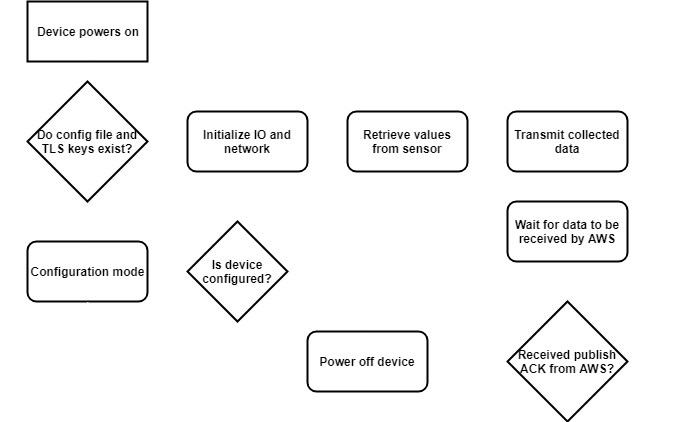 Device powers on
Do config file and
TLS keys exist?
Initialize IO and
network
Retrieve values
from sensor
Transmit collected
data
Wait for data to be
received by AWS
Configuration mode
Is device
configured?
Power off device
Received publish
ACK from AWS?